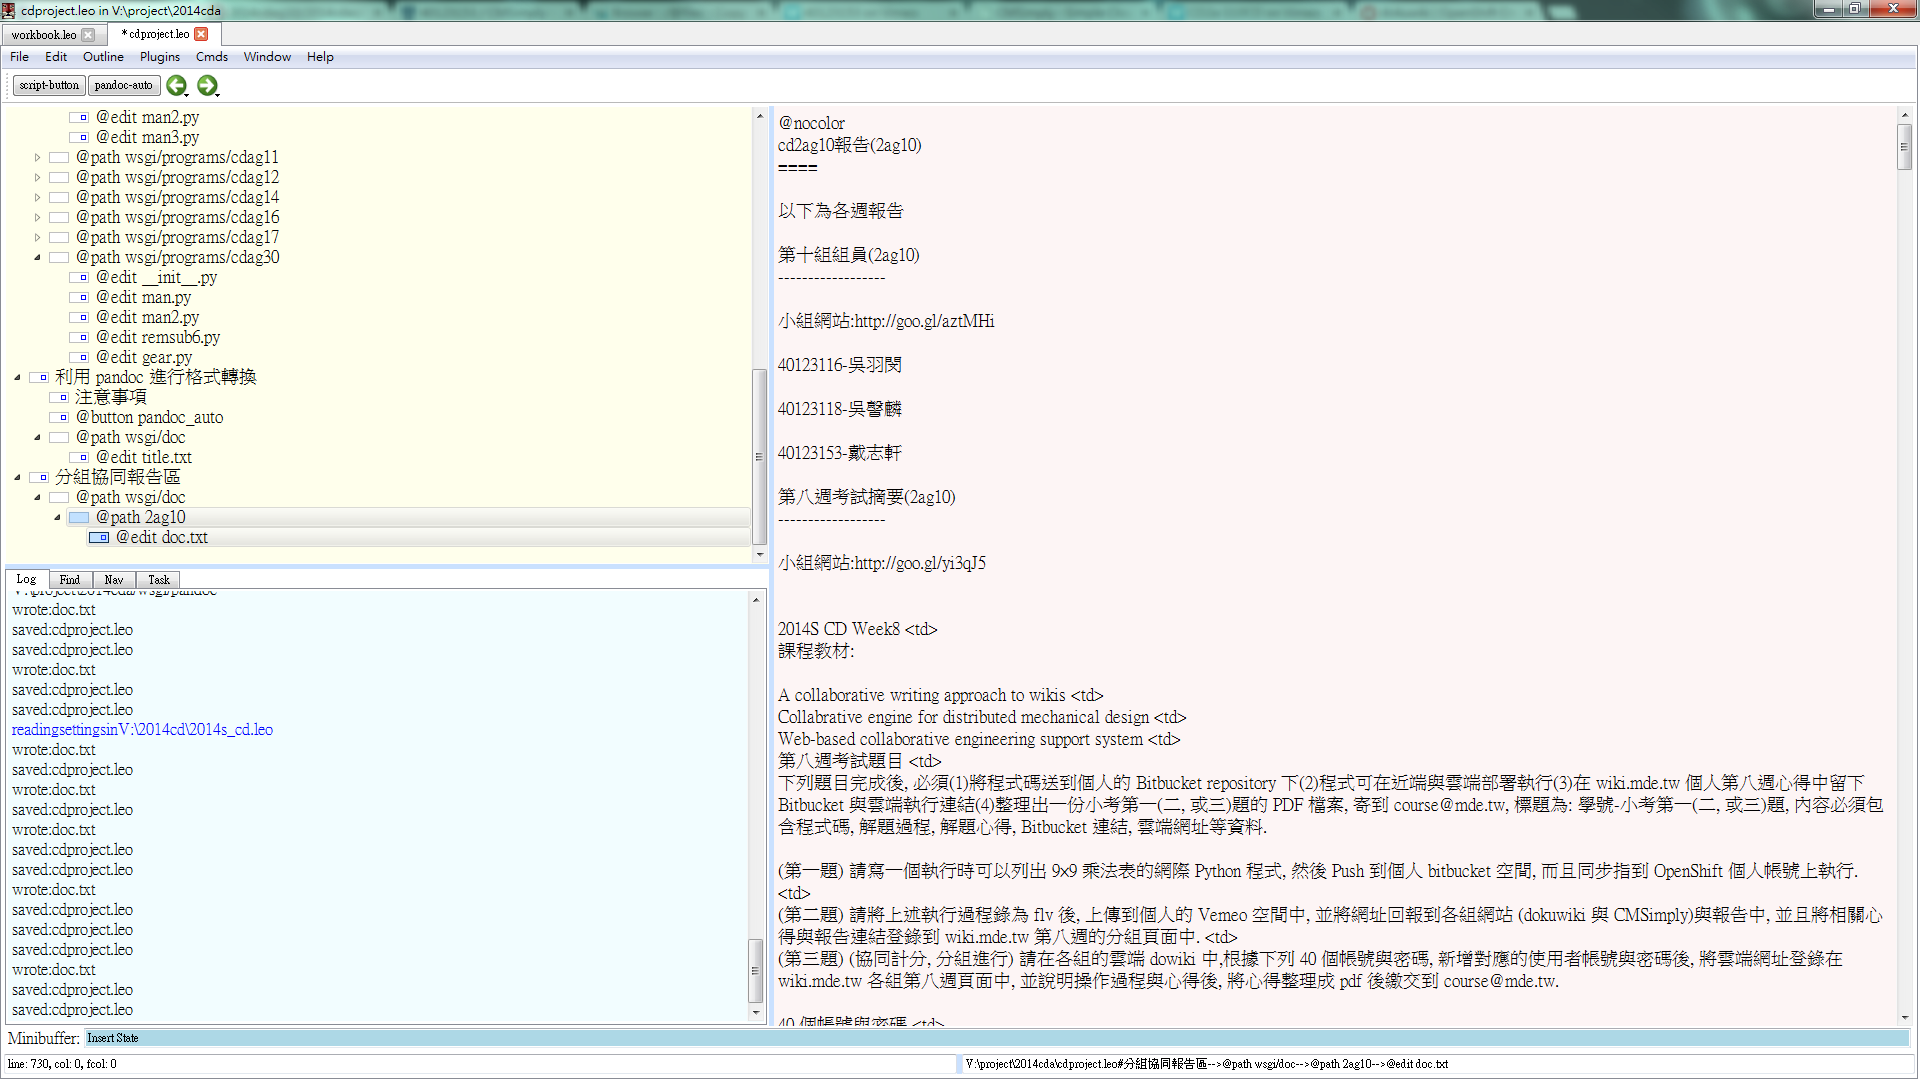 cdproject.leo in V:\project\2014cda
workbook.leo
* cdproject.leo
File Edit Outline Plugins Cmds Window Help
script-button pandoc-auto
@edit man2.py
@edit man3.py
@path wsgi/programs/cdag11
@path wsgi/programs/cdag12
@path wsgi/programs/cdag14
@path wsgi/programs/cdag16
@path wsgi/programs/cdag17
@path wsgi/programs/cdag30
@edit __init__.py
@edit man.py
@edit man2.py
@edit remsub6.py
@edit gear.py
利用 pandoc 進行格式轉換
注意事項
@button pandoc_auto
@path wsgi/doc
@edit title.txt
分組協同報告區
@path wsgi/doc
@path 2ag10
@edit doc.txt
Log Find Nav Task
V:\project\2014cda/wsgi/pandoc
wrote:doc.txt
saved:cdproject.leo
saved:cdproject.leo
wrote:doc.txt
saved:cdproject.leo
saved:cdproject.leo
readingsettingsinV:\2014cd\2014s_cd.leo
wrote:doc.txt
saved:cdproject.leo
wrote:doc.txt
saved:cdproject.leo
wrote:doc.txt
saved:cdproject.leo
saved:cdproject.leo
wrote:doc.txt
saved:cdproject.leo
saved:cdproject.leo
saved:cdproject.leo
wrote:doc.txt
saved:cdproject.leo
saved:cdproject.leo
@nocolor
cd2ag10報告(2ag10)
====
以下為各週報告
第十組組員(2ag10)
------------------
小組網站:http://goo.gl/aztMHi
40123116-吳羽閔
40123118-吳聲麟
40123153-戴志軒
第八週考試摘要(2ag10)
------------------
小組網站:http://goo.gl/yi3qJ5
2014S CD Week8 <td>
課程教材:
A collaborative writing approach to wikis <td>
Collabrative engine for distributed mechanical design <td>
Web-based collaborative engineering support system <td>
第八週考試題目 <td>
下列題目完成後, 必須(1)將程式碼送到個人的 Bitbucket repository 下(2)程式可在近端與雲端部署執行(3)在 wiki.mde.tw 個人第八週心得中留下
Bitbucket 與雲端執行連結(4)整理出一份小考第一(二, 或三)題的 PDF 檔案, 寄到 course@mde.tw, 標題為: 學號-小考第一(二, 或三)題, 內容必須包
含程式碼, 解題過程, 解題心得, Bitbucket 連結, 雲端網址等資料.
(第一題) 請寫一個執行時可以列出 9x9 乘法表的網際 Python 程式, 然後 Push 到個人 bitbucket 空間, 而且同步指到 OpenShift 個人帳號上執行.
<td>
(第二題) 請將上述執行過程錄為 flv 後, 上傳到個人的 Vemeo 空間中, 並將網址回報到各組網站 (dokuwiki 與 CMSimply)與報告中, 並且將相關心
得與報告連結登錄到 wiki.mde.tw 第八週的分組頁面中. <td>
(第三題) (協同計分, 分組進行) 請在各組的雲端 dowiki 中,根據下列 40 個帳號與密碼, 新增對應的使用者帳號與密碼後, 將雲端網址登錄在
wiki.mde.tw 各組第八週頁面中, 並說明操作過程與心得後, 將心得整理成 pdf 後繳交到 course@mde.tw.
40 個帳號與密碼 <td>
Minibuffer: Insert State
line: 730, col: 0, fcol: 0
V:\project\2014cda\cdproject.leo#分組協同報告區-->@path wsgi/doc-->@path 2ag10-->@edit doc.txt